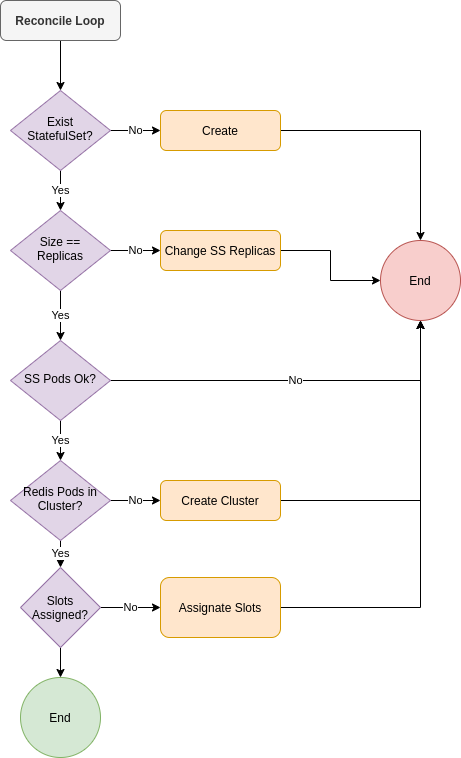 Reconcile Loop
Exist
StatefulSet?
No
Create
Yes
Size ==
Replicas
No
Change SS Replicas
End
Yes
SS Pods Ok?
No
Yes
Redis Pods in
Cluster?
No
Create Cluster
Yes
Slots
Assigned?
No
Assignate Slots
End